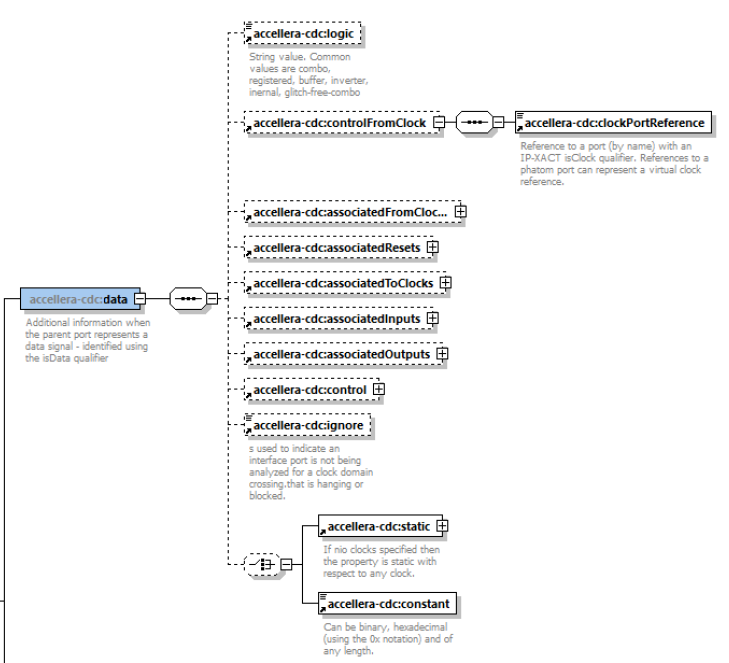 accellera-cdc:logic
String value. Common
values are combo,
registered, buffer, inverter,
inernal, glitch-free-combo
accellera-cdc:controlFromClock
accellera-cdc:clockPortReference
Reference to a port (by name) with an
IP-XACT isClock qualifier. References to a
phatom port can represent a virtual clock
reference.
accellera-cdc:associatedFromCloc...
accellera-cdc:associatedResets
accellera-cdc:data
Additional information when
the parent port represents a
data signal - identified using
the isData qualifier
accellera-cdc:associatedToClocks
accellera-cdc:associatedInputs
accellera-cdc:associatedOutputs
accellera-cdc:control
accellera-cdc:ignore
s used to indicate an
interface port is not being
analyzed for a clock domain
crossing.that is hanging or
blocked.
accellera-cdc:static
If nio clocks specified then
the property is static with
respect to any clock.
accellera-cdc:constant
Can be binary, hexadecimal
(using the 0x notation) and of
any length.